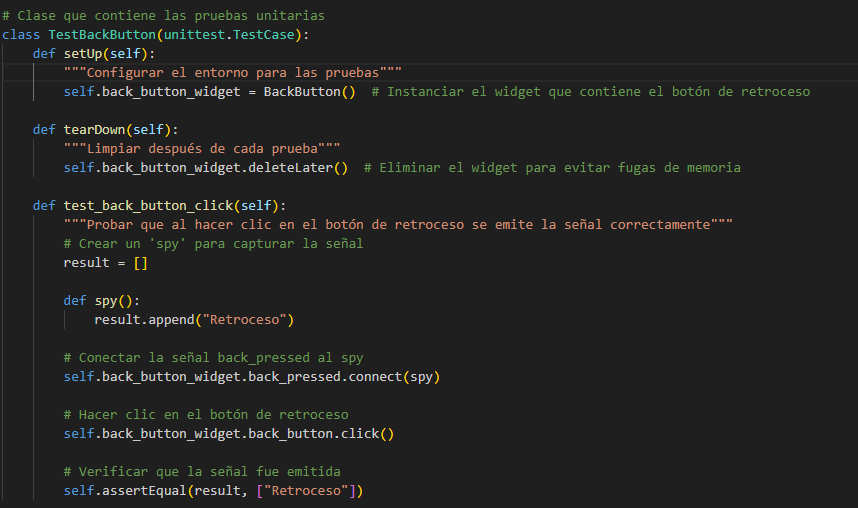 # Clase que contiene las pruebas unitarias
class TestBackButton(unittest.TestCase):
    def setUp(self):
        """Configurar el entorno para las pruebas"""
        self.back_button_widget = BackButton()  # Instanciar el widget que contiene el botón de retroceso
    def tearDown(self):
        """Limpiar después de cada prueba"""
        self.back_button_widget.deleteLater()  # Eliminar el widget para evitar fugas de memoria
    def test_back_button_click(self):
        """Probar que al hacer clic en el botón de retroceso se emite la señal correctamente"""
        # Crear un 'spy' para capturar la señal
        result = []
        def spy():
            result.append("Retroceso")
        # Conectar la señal back_pressed al spy
        self.back_button_widget.back_pressed.connect(spy)
        # Hacer clic en el botón de retroceso
        self.back_button_widget.back_button.click()
        # Verificar que la señal fue emitida
        self.assertEqual(result, ["Retroceso"])